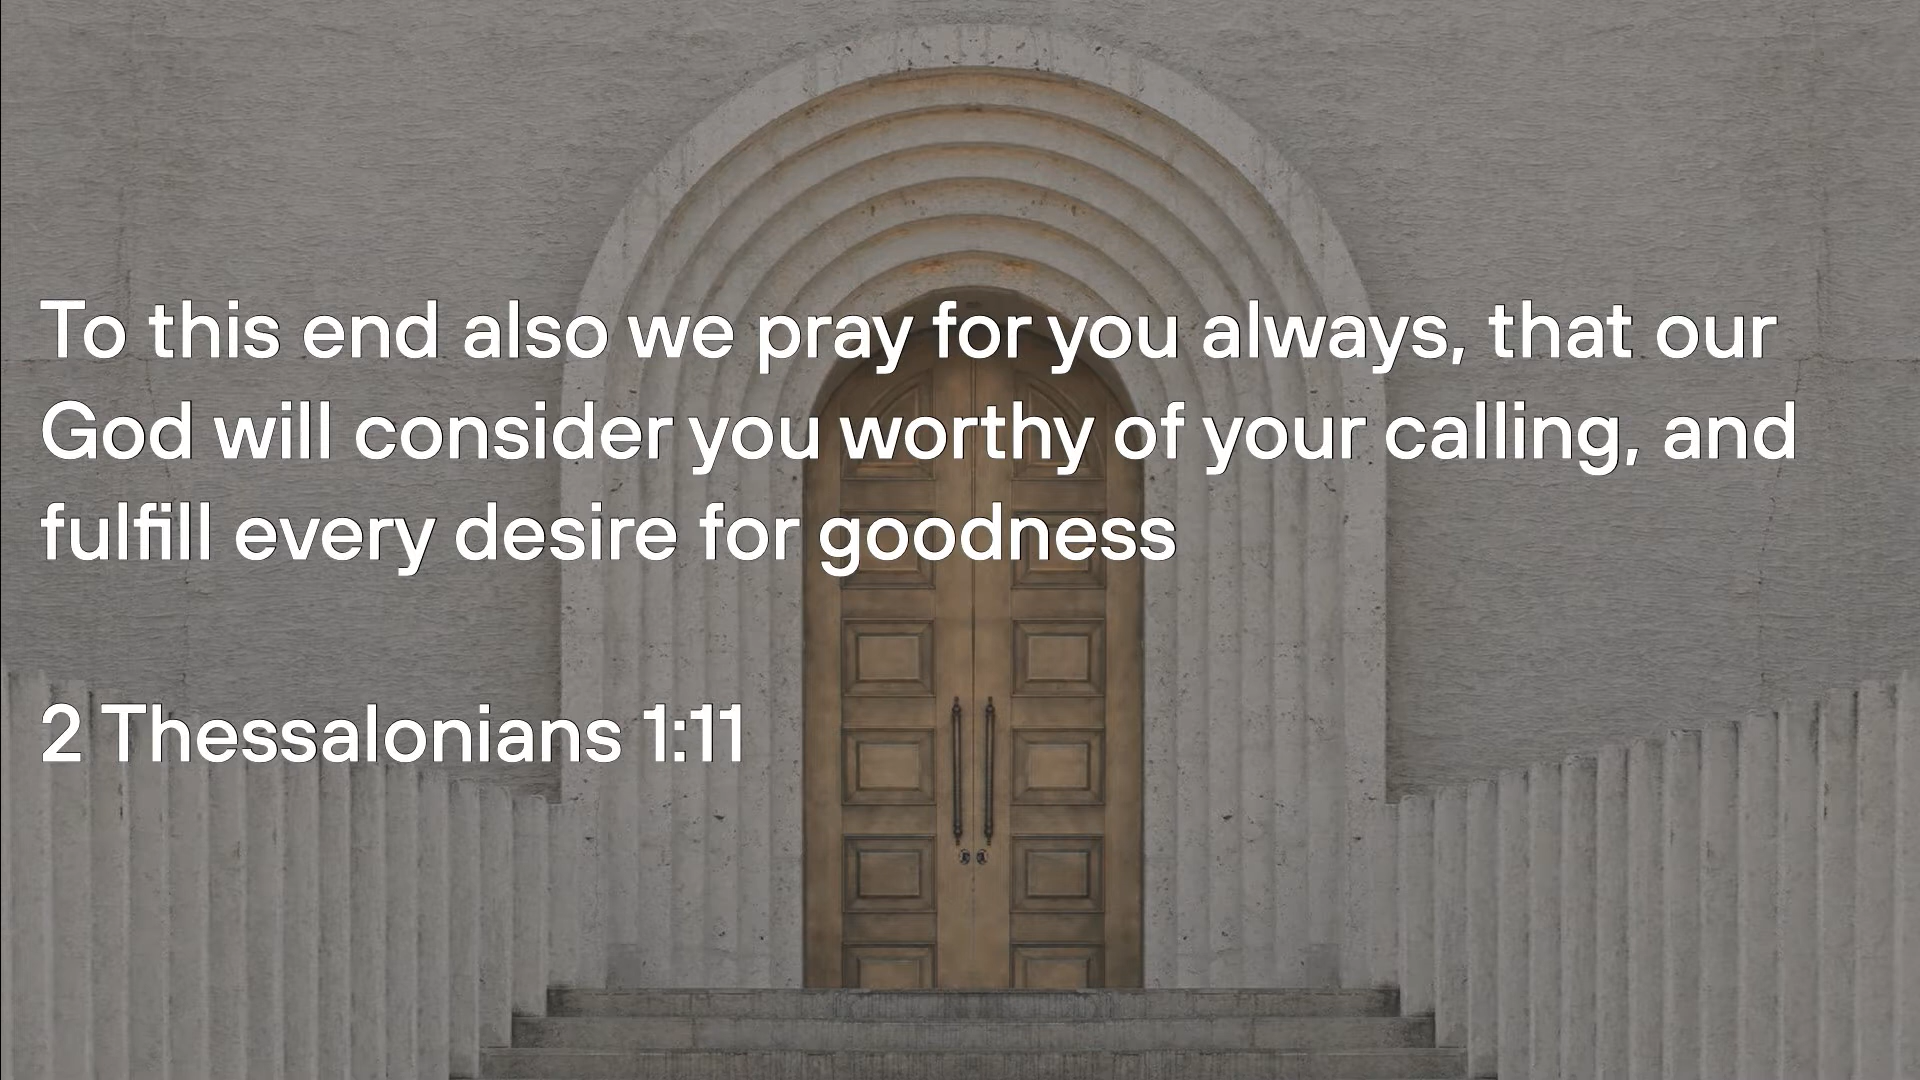 To this end also we pray for you always, that our
God will consider you worthy of your calling, and
fulfill every desire for goodness
2 Thessalonians 1:11